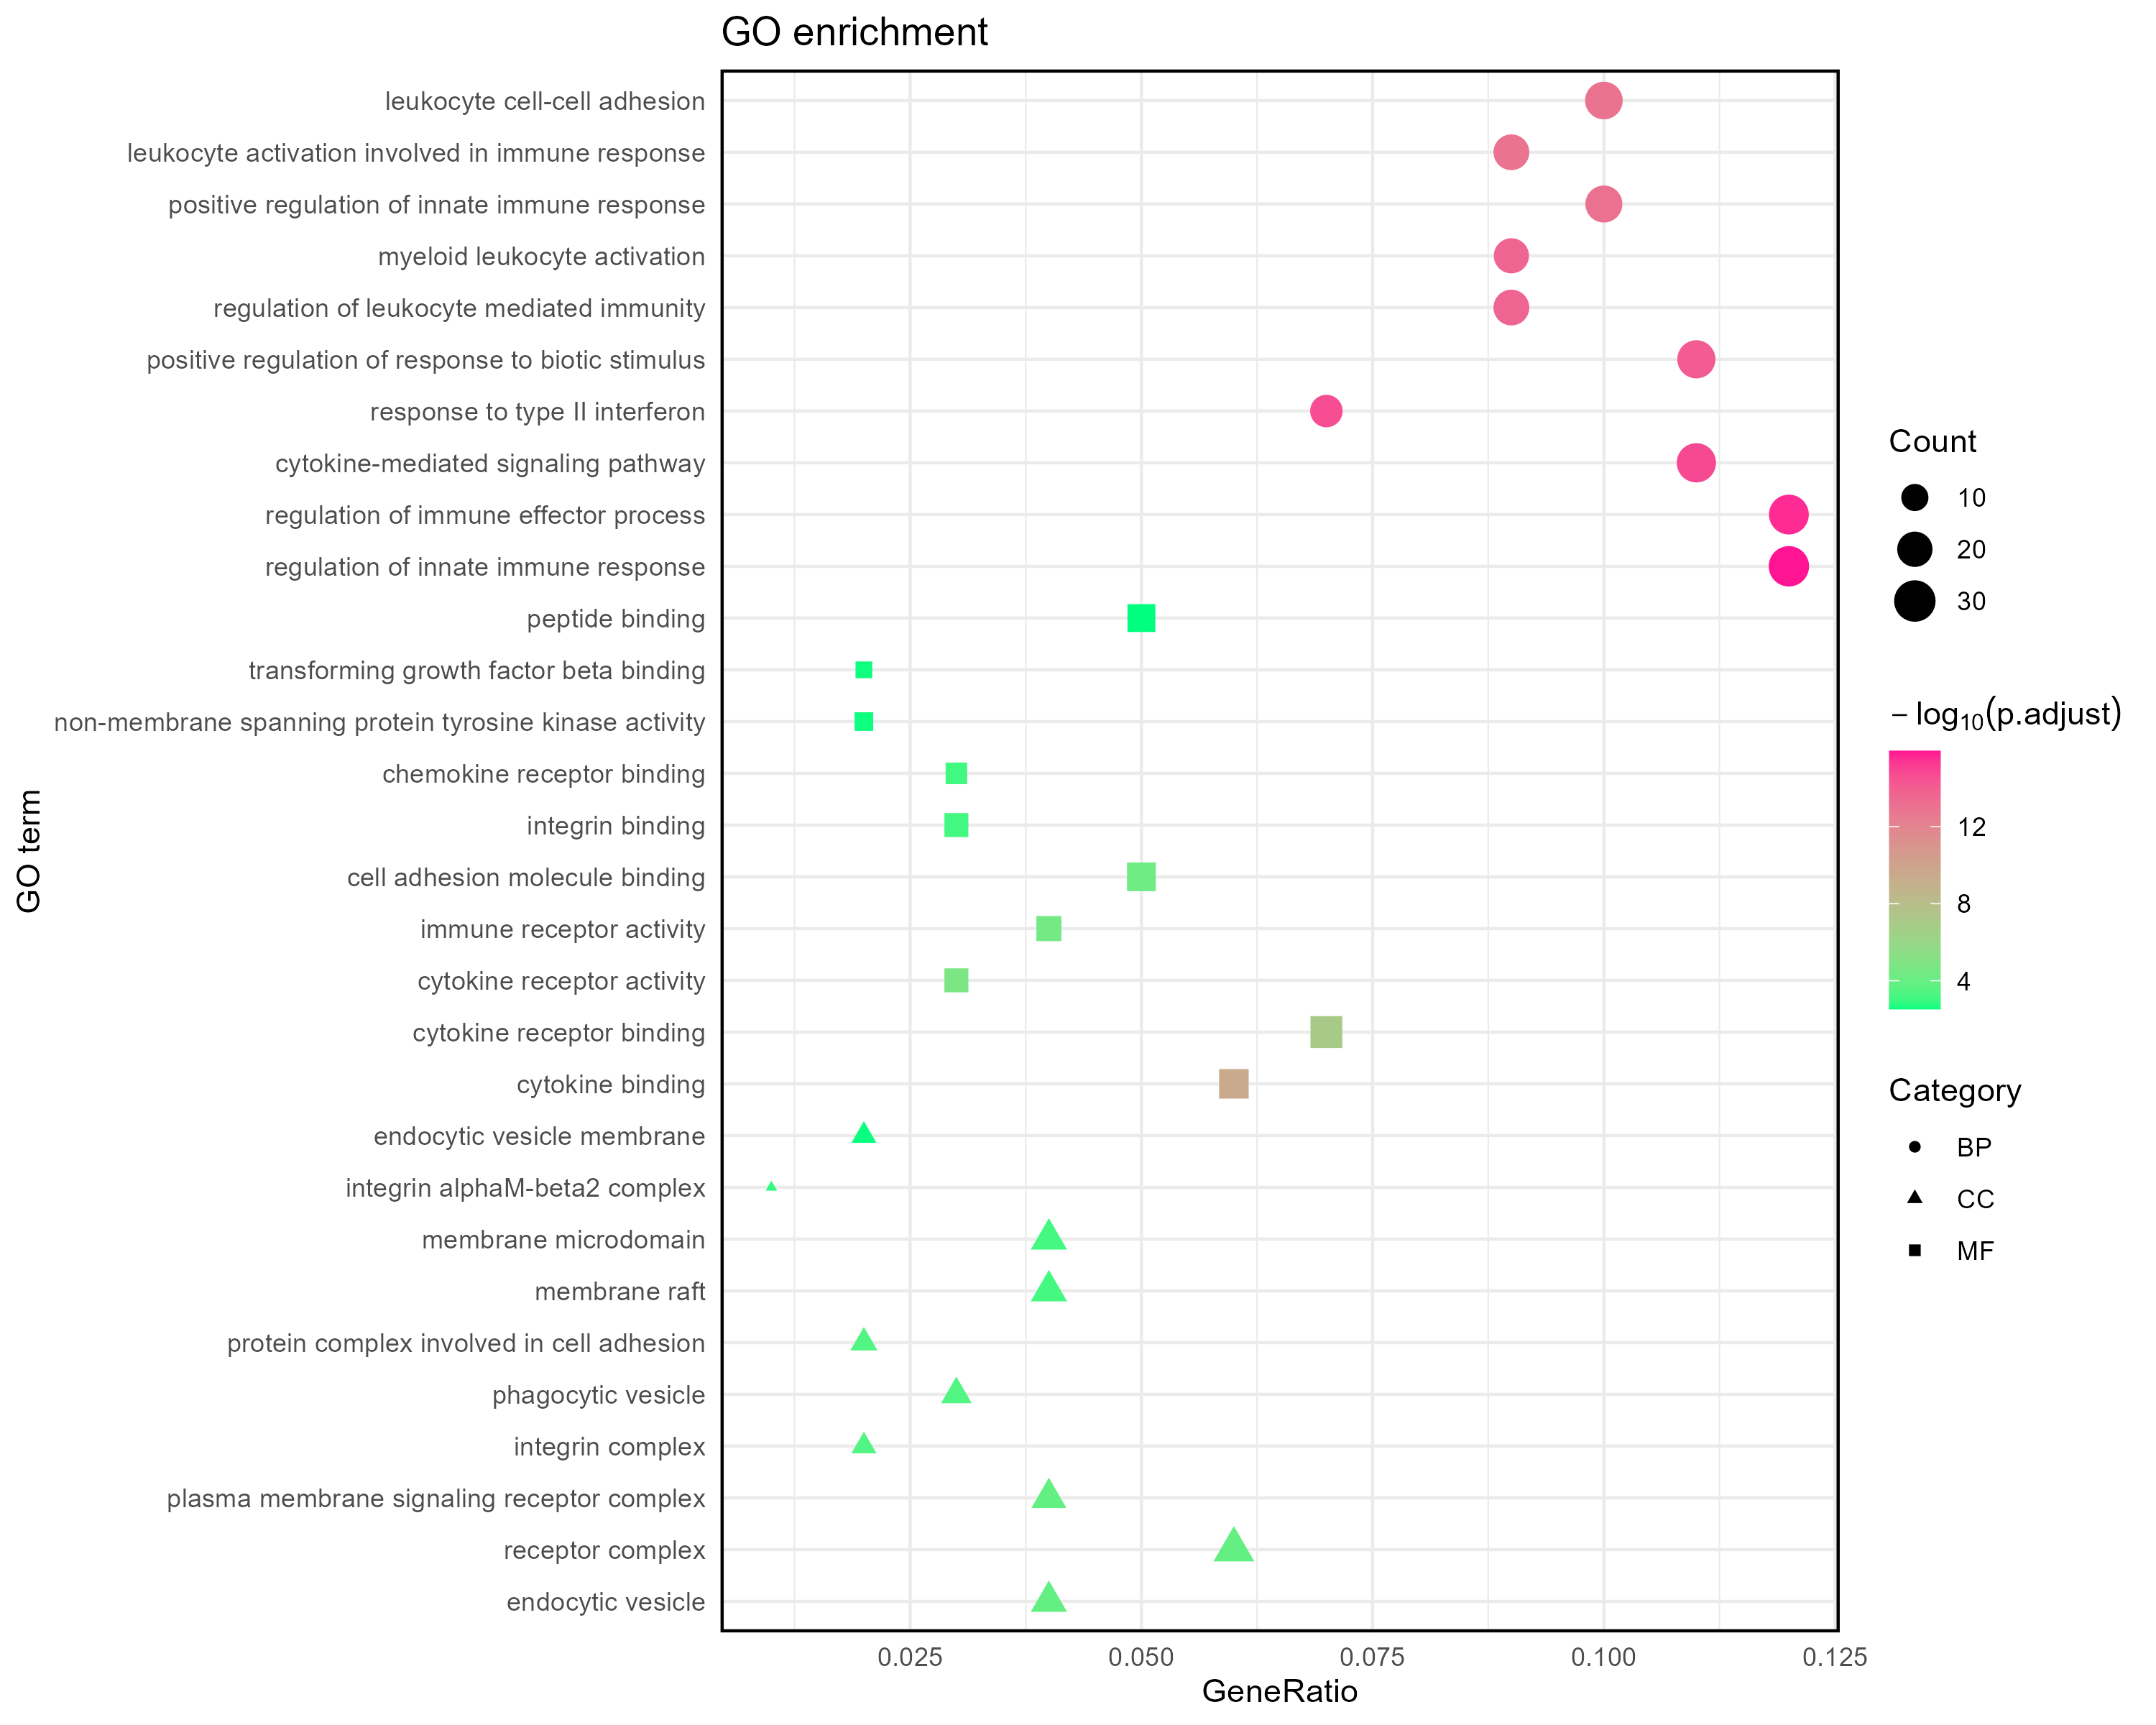 GO enrichment
leukocyte cell-cell adhesion
leukocyte activation involved in immune response
positive regulation of innate immune response
myeloid leukocyte activation
regulation of leukocyte mediated immunity
positive regulation of response to biotic stimulus
response to type II interferon
cytokine-mediated signaling pathway
regulation of immune effector process
regulation of innate immune response
peptide binding
transforming growth factor beta binding
non-membrane spanning protein tyrosine kinase activity
chemokine receptor binding
integrin binding
cell adhesion molecule binding
immune receptor activity
cytokine receptor activity
cytokine receptor binding
cytokine binding
endocytic vesicle membrane
integrin alphaM-beta2 complex
membrane microdomain
membrane raft
protein complex involved in cell adhesion
phagocytic vesicle
integrin complex
plasma membrane signaling receptor complex
receptor complex
endocytic vesicle
GO term
0.025 0.050 0.075 0.100 0.125
GeneRatio
Count
10
20
30
− log₁₀(p.adjust)
12
8
4
Category
BP
CC
MF